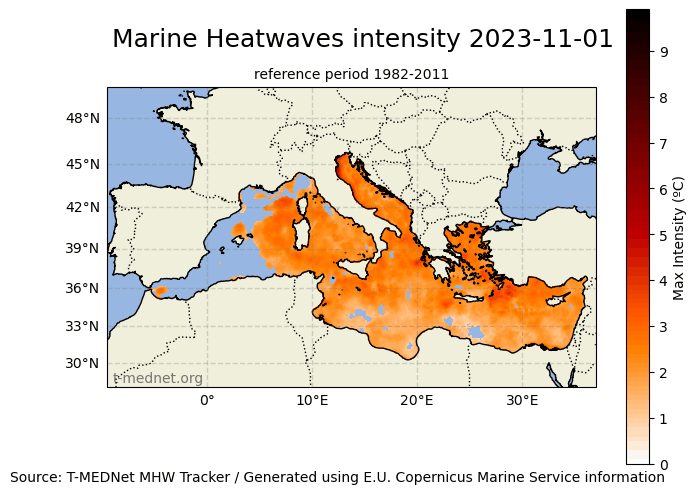 Marine Heatwaves intensity 2023-11-01
reference period 1982-2011
48°N
45°N
42°N
39°N
36°N
33°N
30°N
t-mednet.org
0°
10°E
20°E
30°E
9
8
7
6
5
4
3
2
1
0
Max Intensity (ºC)
Source: T-MEDNet MHW Tracker / Generated using E.U. Copernicus Marine Service information